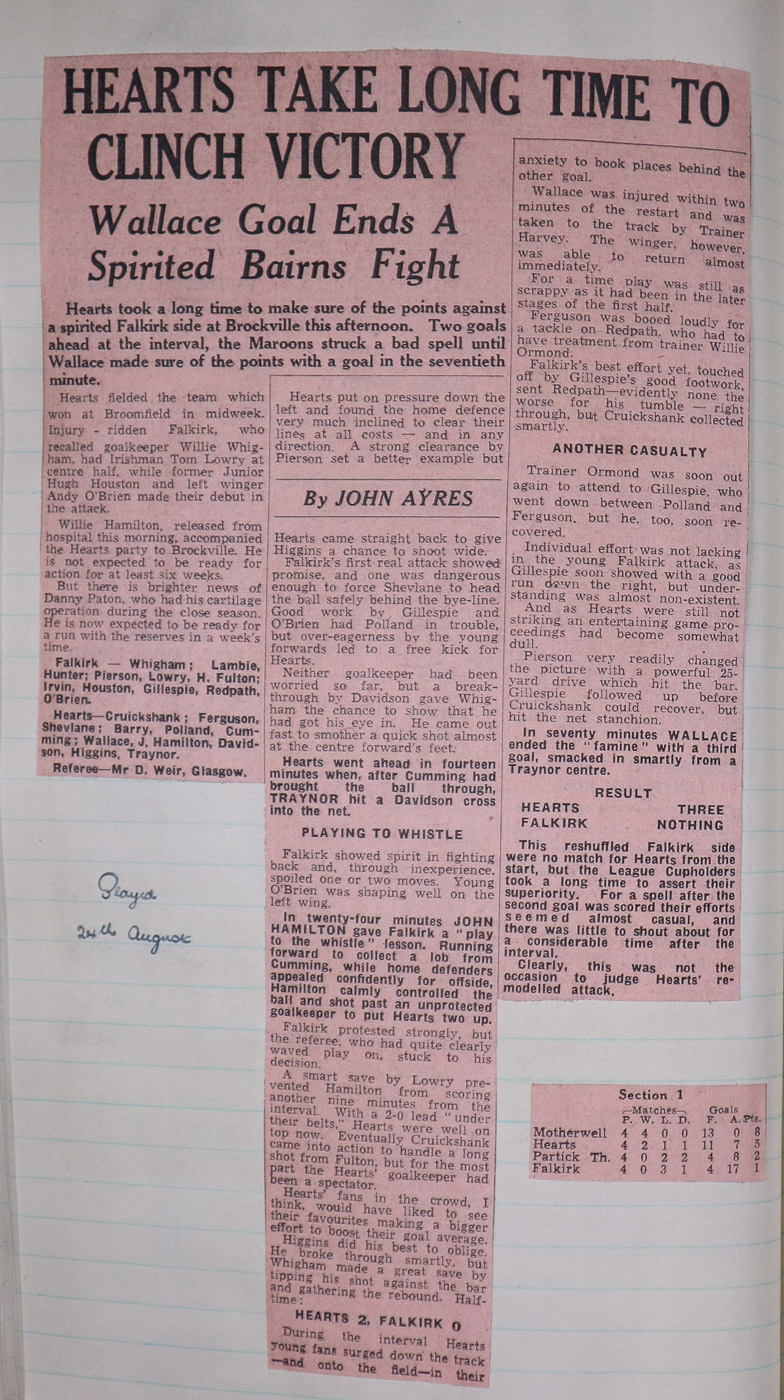 HEARTS TAKE LONG TIME TO
CLINCH VICTORY
Wallace Goal Ends A
Spirited Bairns Fight
Hearts took a long time to make sure of the points against
a spirited Falkirk side at Brockville this afternoon. Two goals
ahead at the interval, the Maroons struck a bad spell until
Wallace made sure of the points with a goal in the seventieth
minute.
Hearts fielded the team which
won at Broomfield in midweek.
Injury - ridden Falkirk, who
recalled goalkeeper Willie Whig-
ham, had Irishman Tom Lowry at
centre half, while former Junior
Hugh Houston and left winger
Andy O'Brien made their debut in
the attack.
Willie Hamilton, released from
hospital this morning, accompanied
the Hearts party to Brockville. He
is not expected to be ready for
action for at least six weeks.
But there is brighter news of
Danny Paton, who had his cartilage
operation during the close season.
He is now expected to be ready for
a run with the reserves in a week's
time.
Falkirk — Whigham; Lambie,
Hunter; Pierson, Lowry, H. Fulton;
Irvin, Houston, Gillespie, Redpath,
O'Brien.
Hearts—Cruickshank; Ferguson,
Shevlane; Barry, Polland, Cum-
ming; Wallace, J. Hamilton, David-
son, Higgins, Traynor.
Referee—Mr D. Weir, Glasgow.
Hearts put on pressure down the
left and found the home defence
very much inclined to clear their
lines at all costs — and in any
direction. A strong clearance by
Pierson set a better example but
By JOHN AYRES
Hearts came straight back to give
Higgins a chance to shoot wide.
Falkirk's first real attack showed
promise, and one was dangerous
enough to force Shevlane to head
the ball safely behind the bye-line.
Good work by Gillespie and
O'Brien had Polland in trouble,
but over-eagerness by the young
forwards led to a free kick for
Hearts.
Neither goalkeeper had been
worried so far, but a break-
through by Davidson gave Whig-
ham the chance to show that he
had got his eye in. He came out
fast to smother a quick shot almost
at the centre forward's feet.
Hearts went ahead in fourteen
minutes when, after Cumming had
brought the ball through,
TRAYNOR hit a Davidson cross
into the net.
PLAYING TO WHISTLE
Falkirk showed spirit in fighting
back and, through inexperience,
spoiled one or two moves. Young
O'Brien was shaping well on the
left wing.
In twenty-four minutes JOHN
HAMILTON gave Falkirk a "play
to the whistle" lesson. Running
forward to collect a lob from
Cumming, while home defenders
appealed confidently for offside,
Hamilton calmly controlled the
ball and shot past an unprotected
goalkeeper to put Hearts two up.
Falkirk protested strongly, but
the referee, who had quite clearly
waved play on, stuck to his
decision.
A smart save by Lowry pre-
vented Hamilton from scoring
another nine minutes from the
interval. With a 2-0 lead "under
their belts," Hearts were well on
top now. Eventually Cruickshank
came into action to handle a long
shot from Fulton, but for the most
part the Hearts' goalkeeper had
been a spectator.
Hearts' fans in the crowd, I
think, would have liked to see
their favourites making a bigger
effort to boost their goal average.
Higgins did his best to oblige.
He broke through smartly, but
Whigham made a great save by
tipping his shot against the bar
and gathering the rebound. Half-
time:
HEARTS 2, FALKIRK 0
During the interval Hearts
young fans surged down the track
—and onto the field—in their
anxiety to book places behind the
other goal.
Wallace was injured within two
minutes of the restart and was
taken to the track by Trainer
Harvey. The winger, however,
was able to return almost
immediately.
For a time play was still as
scrappy as it had been in the later
stages of the first half.
Ferguson was booed loudly for
a tackle on Redpath, who had to
have treatment from trainer Willie
Ormond.
Falkirk's best effort yet, touched
off by Gillespie's good footwork,
sent Redpath—evidently none the
worse for his tumble — right
through, but Cruickshank collected
smartly.
ANOTHER CASUALTY
Trainer Ormond was soon out
again to attend to Gillespie, who
went down between Polland and
Ferguson, but he, too, soon re-
covered.
Individual effort was not lacking
in the young Falkirk attack, as
Gillespie soon showed with a good
run down the right, but under-
standing was almost non-existent.
And as Hearts were still not
striking an entertaining game pro-
ceedings had become somewhat
dull.
Pierson very readily changed
the picture with a powerful 25-
yard drive which hit the bar.
Gillespie followed up before
Cruickshank could recover, but
hit the net stanchion.
In seventy minutes WALLACE
ended the "famine" with a third
goal, smacked in smartly from a
Traynor centre.
RESULT
HEARTS THREE
FALKIRK NOTHING
This reshuffled Falkirk side
were no match for Hearts from the
start, but the League Cupholders
took a long time to assert their
superiority. For a spell after the
second goal was scored their efforts
seemed almost casual, and
there was little to shout about for
a considerable time after the
interval.
Clearly, this was not the
occasion to judge Hearts' re-
modelled attack.
Played
24th August
Section 1
Matches Goals
P. W. L. D. F. A. Pts.
Motherwell 4 4 0 0 13 0 8
Hearts 4 2 1 1 11 7 5
Partick Th. 4 0 2 2 4 8 2
Falkirk 4 0 3 1 4 17 1